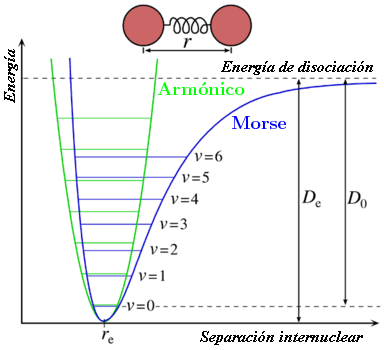 r
Energía
Energía de disociación
Armónico
Morse
v=6
v=5
v=4
v=3
v=2
v=1
v=0
De
D0
re
Separación internuclear